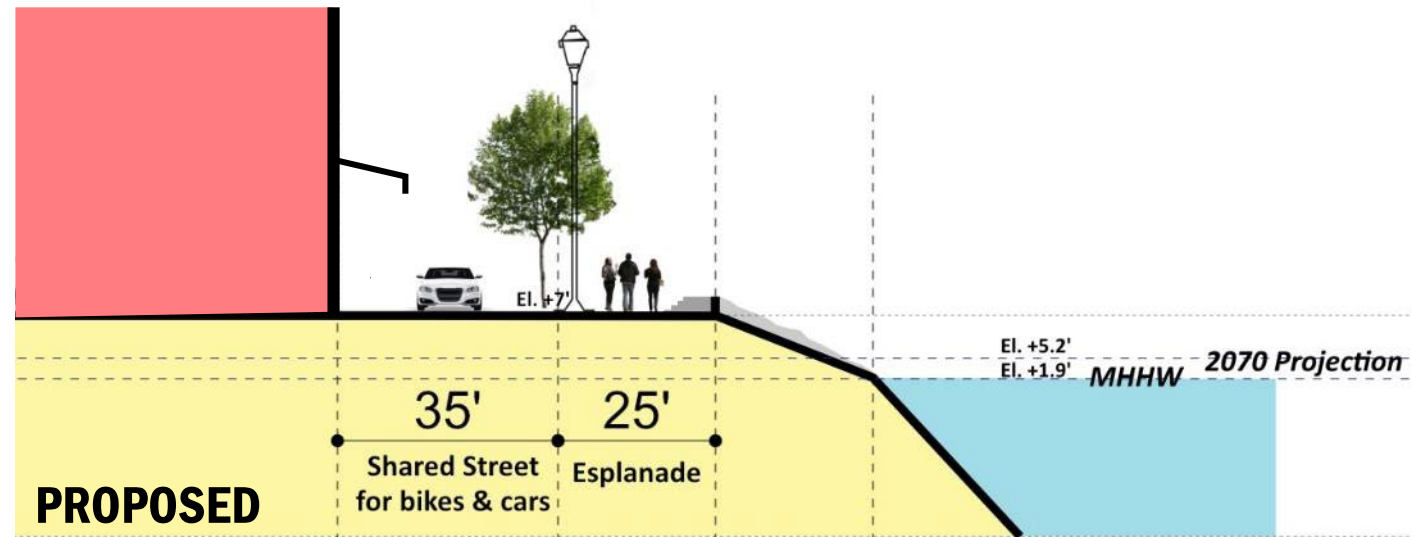 El. +7'
El. +5.2'
2070 Projection
El. +1.9'
MHHW
35'
25'
Shared Street
for bikes & cars
Esplanade
PROPOSED